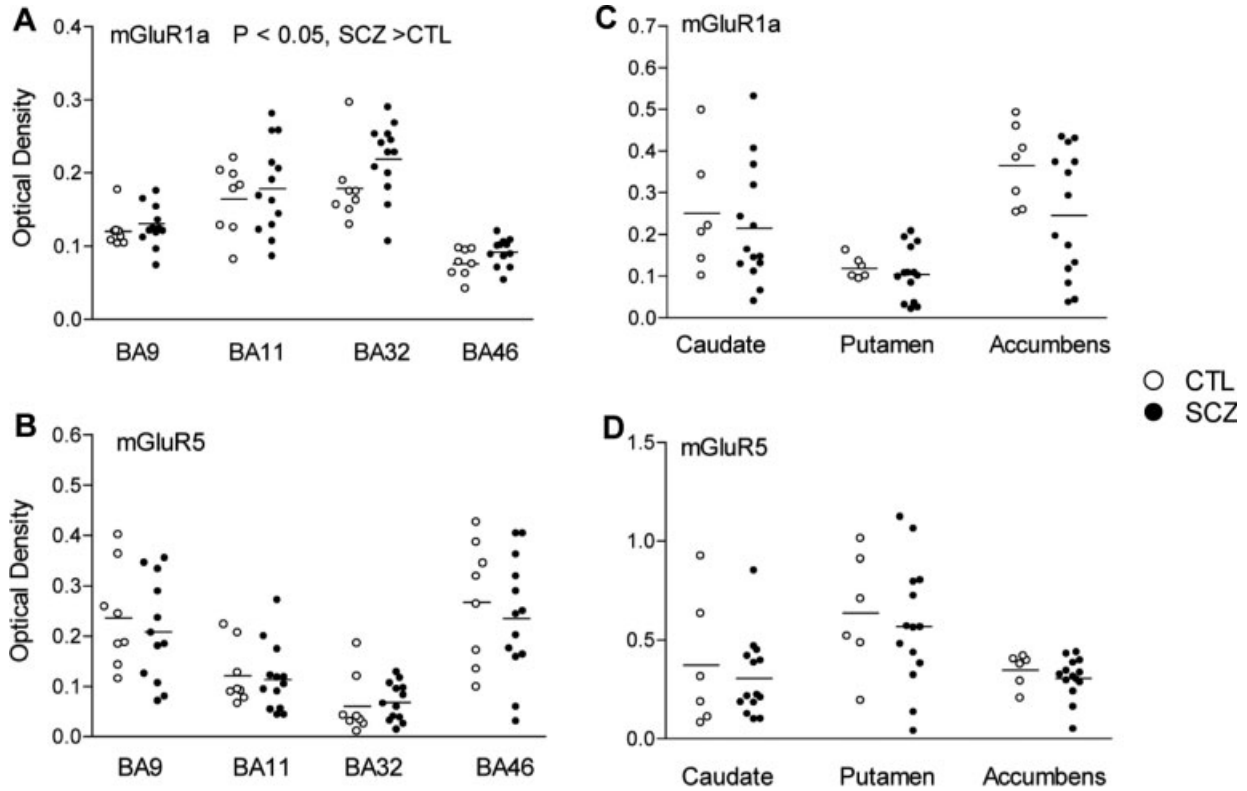 A
mGluR1a P < 0.05, SCZ >CTL
Optical Density
0.4
0.3
0.2
0.1
0.0
BA9 BA11 BA32 BA46
B
mGluR5
Optical Density
0.6
0.5
0.4
0.3
0.2
0.1
0.0
BA9 BA11 BA32 BA46
C
mGluR1a
0.7
0.6
0.5
0.4
0.3
0.2
0.1
0.0
Caudate Putamen Accumbens
CTL
SCZ
D
mGluR5
1.5
1.0
0.5
0.0
Caudate Putamen Accumbens